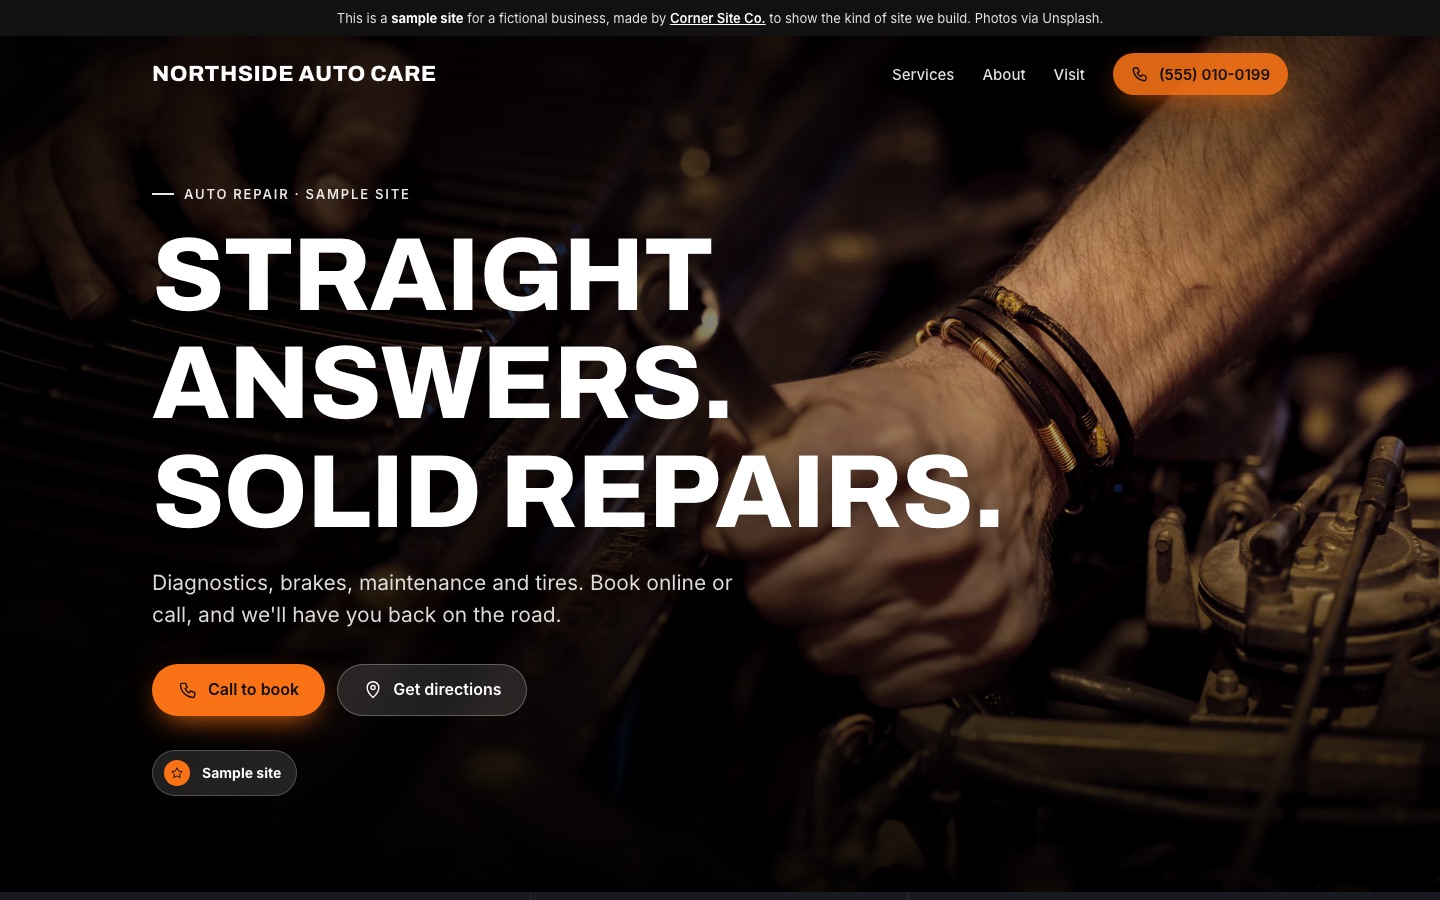 This is a sample site for a fictional business, made by Corner Site Co. to show the kind of site we build. Photos via Unsplash.
NORTHSIDE AUTO CARE
Services
About
Visit
(555) 010-0199
AUTO REPAIR · SAMPLE SITE
STRAIGHT
ANSWERS.
SOLID REPAIRS.
Diagnostics, brakes, maintenance and tires. Book online or
call, and we'll have you back on the road.
Call to book
Get directions
Sample site